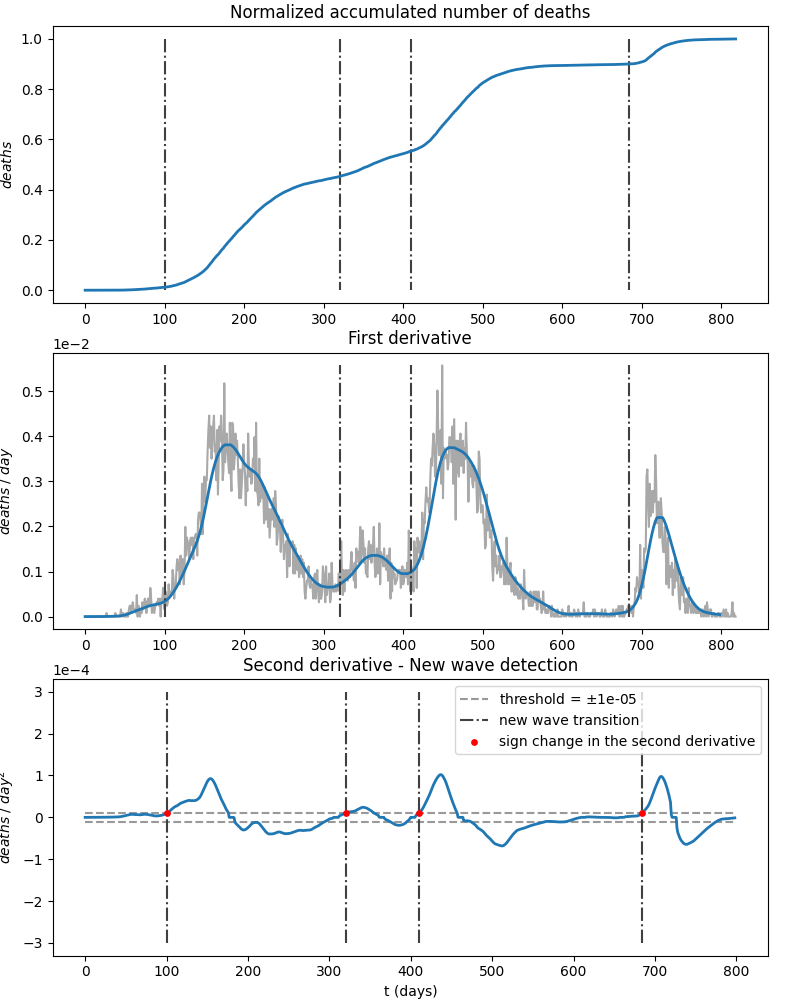 Normalized accumulated number of deaths
1.0
0.8
0.6
0.4
0.2
0.0
deaths
0 100 200 300 400 500 600 700 800
1e−2
First derivative
0.5
0.4
0.3
0.2
0.1
0.0
deaths / day
0 100 200 300 400 500 600 700 800
1e−4
Second derivative - New wave detection
3
2
1
0
−1
−2
−3
deaths / day²
threshold = ±1e-05
new wave transition
sign change in the second derivative
0 100 200 300 400 500 600 700 800
t (days)